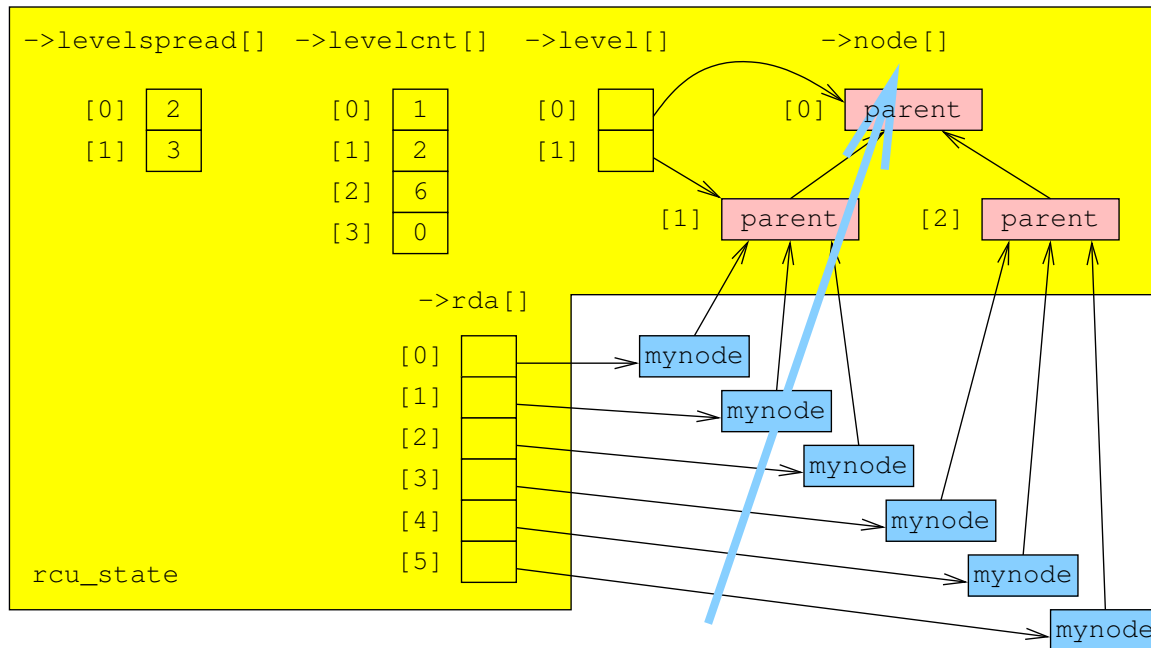 ->levelspread[] ->levelcnt[] ->level[] ->node[]
[0] 2 [0] 1 [0] [0] parent
[1] 3 [1] 2 [1]
[2] 6 [1] parent [2] parent
[3] 0
->rda[]
[0] mynode
[1] mynode
[2] mynode
[3] mynode
[4] mynode
[5] mynode
rcu_state